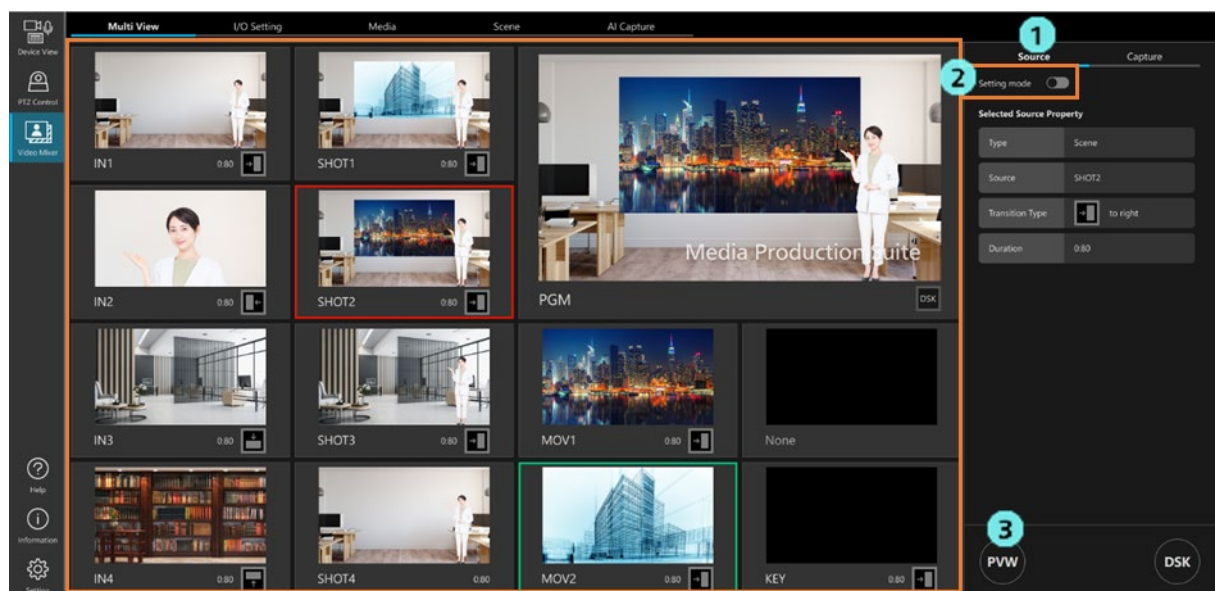 Multi View I/O Setting Media Scene AI Capture
1
Source Capture
2
Setting mode
Selected Source Property
Type Scene
Source SHOT2
Transition Type to right
Duration 0:80
Device View
PTZ Control
Video Mixer
Help
Information
Setting
IN1 0:80
SHOT1 0:80
IN2 0:80
SHOT2 0:80
Media Production Suite
PGM DSK
IN3 0:80
SHOT3 0:80
MOV1 0:80
None
IN4 0:80
SHOT4 0:80
MOV2 0:80
KEY 0:80
3
PVW DSK